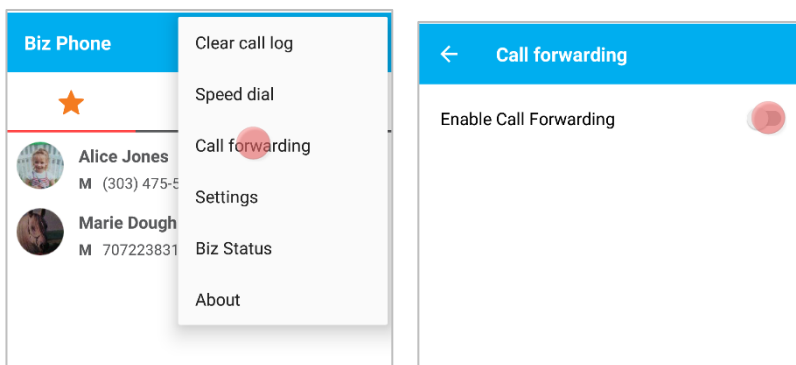 Biz Phone
Clear call log
Speed dial
Call forwarding
Settings
Biz Status
About
Alice Jones
M (303) 475-5
Marie Dough
M 707223831
Call forwarding
Enable Call Forwarding